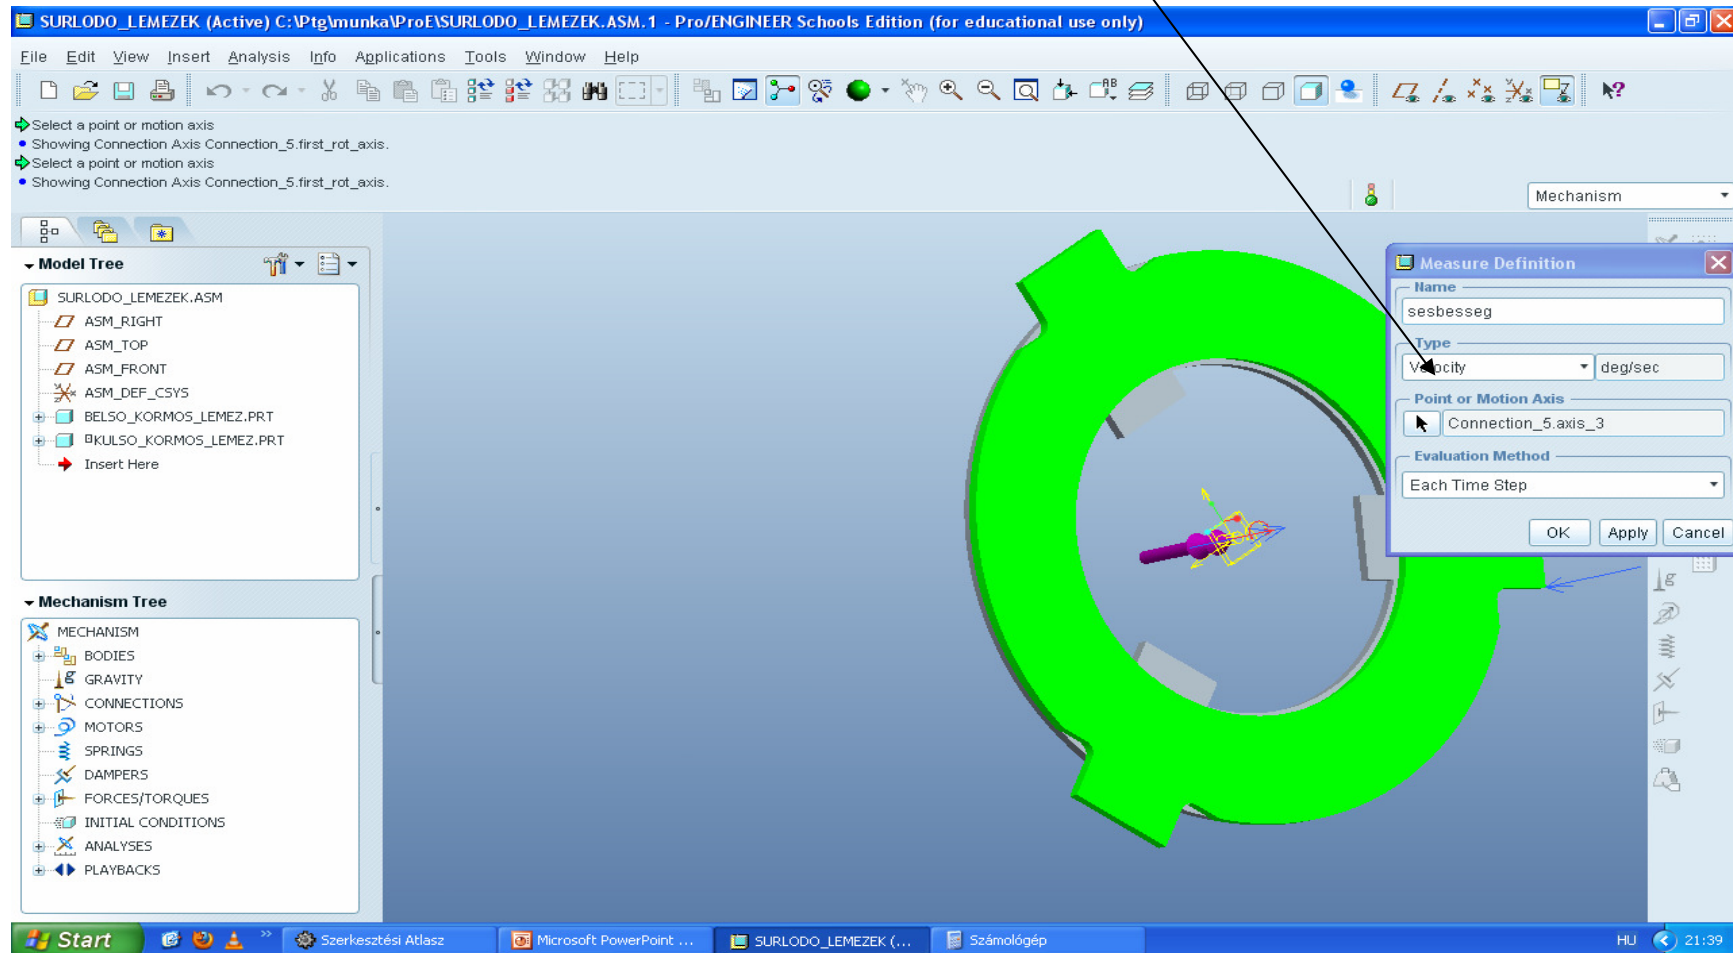 SURLODO_LEMEZEK (Active) C:\Ptg\munka\ProE\SURLODO_LEMEZEK.ASM.1 - Pro/ENGINEER Schools Edition (for educational use only)
File Edit View Insert Analysis Info Applications Tools Window Help
Select a point or motion axis
Showing Connection Axis Connection_5.first_rot_axis.
Select a point or motion axis
Showing Connection Axis Connection_5.first_rot_axis.
Mechanism
Model Tree
SURLODO_LEMEZEK.ASM
ASM_RIGHT
ASM_TOP
ASM_FRONT
ASM_DEF_CSYS
BELSO_KORMOS_LEMEZ.PRT
KULSO_KORMOS_LEMEZ.PRT
Insert Here
Mechanism Tree
MECHANISM
BODIES
GRAVITY
CONNECTIONS
MOTORS
SPRINGS
DAMPERS
FORCES/TORQUES
INITIAL CONDITIONS
ANALYSES
PLAYBACKS
Measure Definition
Name
sesbesseg
Type
Velocity deg/sec
Point or Motion Axis
Connection_5.axis_3
Evaluation Method
Each Time Step
OK Apply Cancel
Start Szerkesztési Atlasz Microsoft PowerPoint ... SURLODO_LEMEZEK (... Számológép HU 21:39